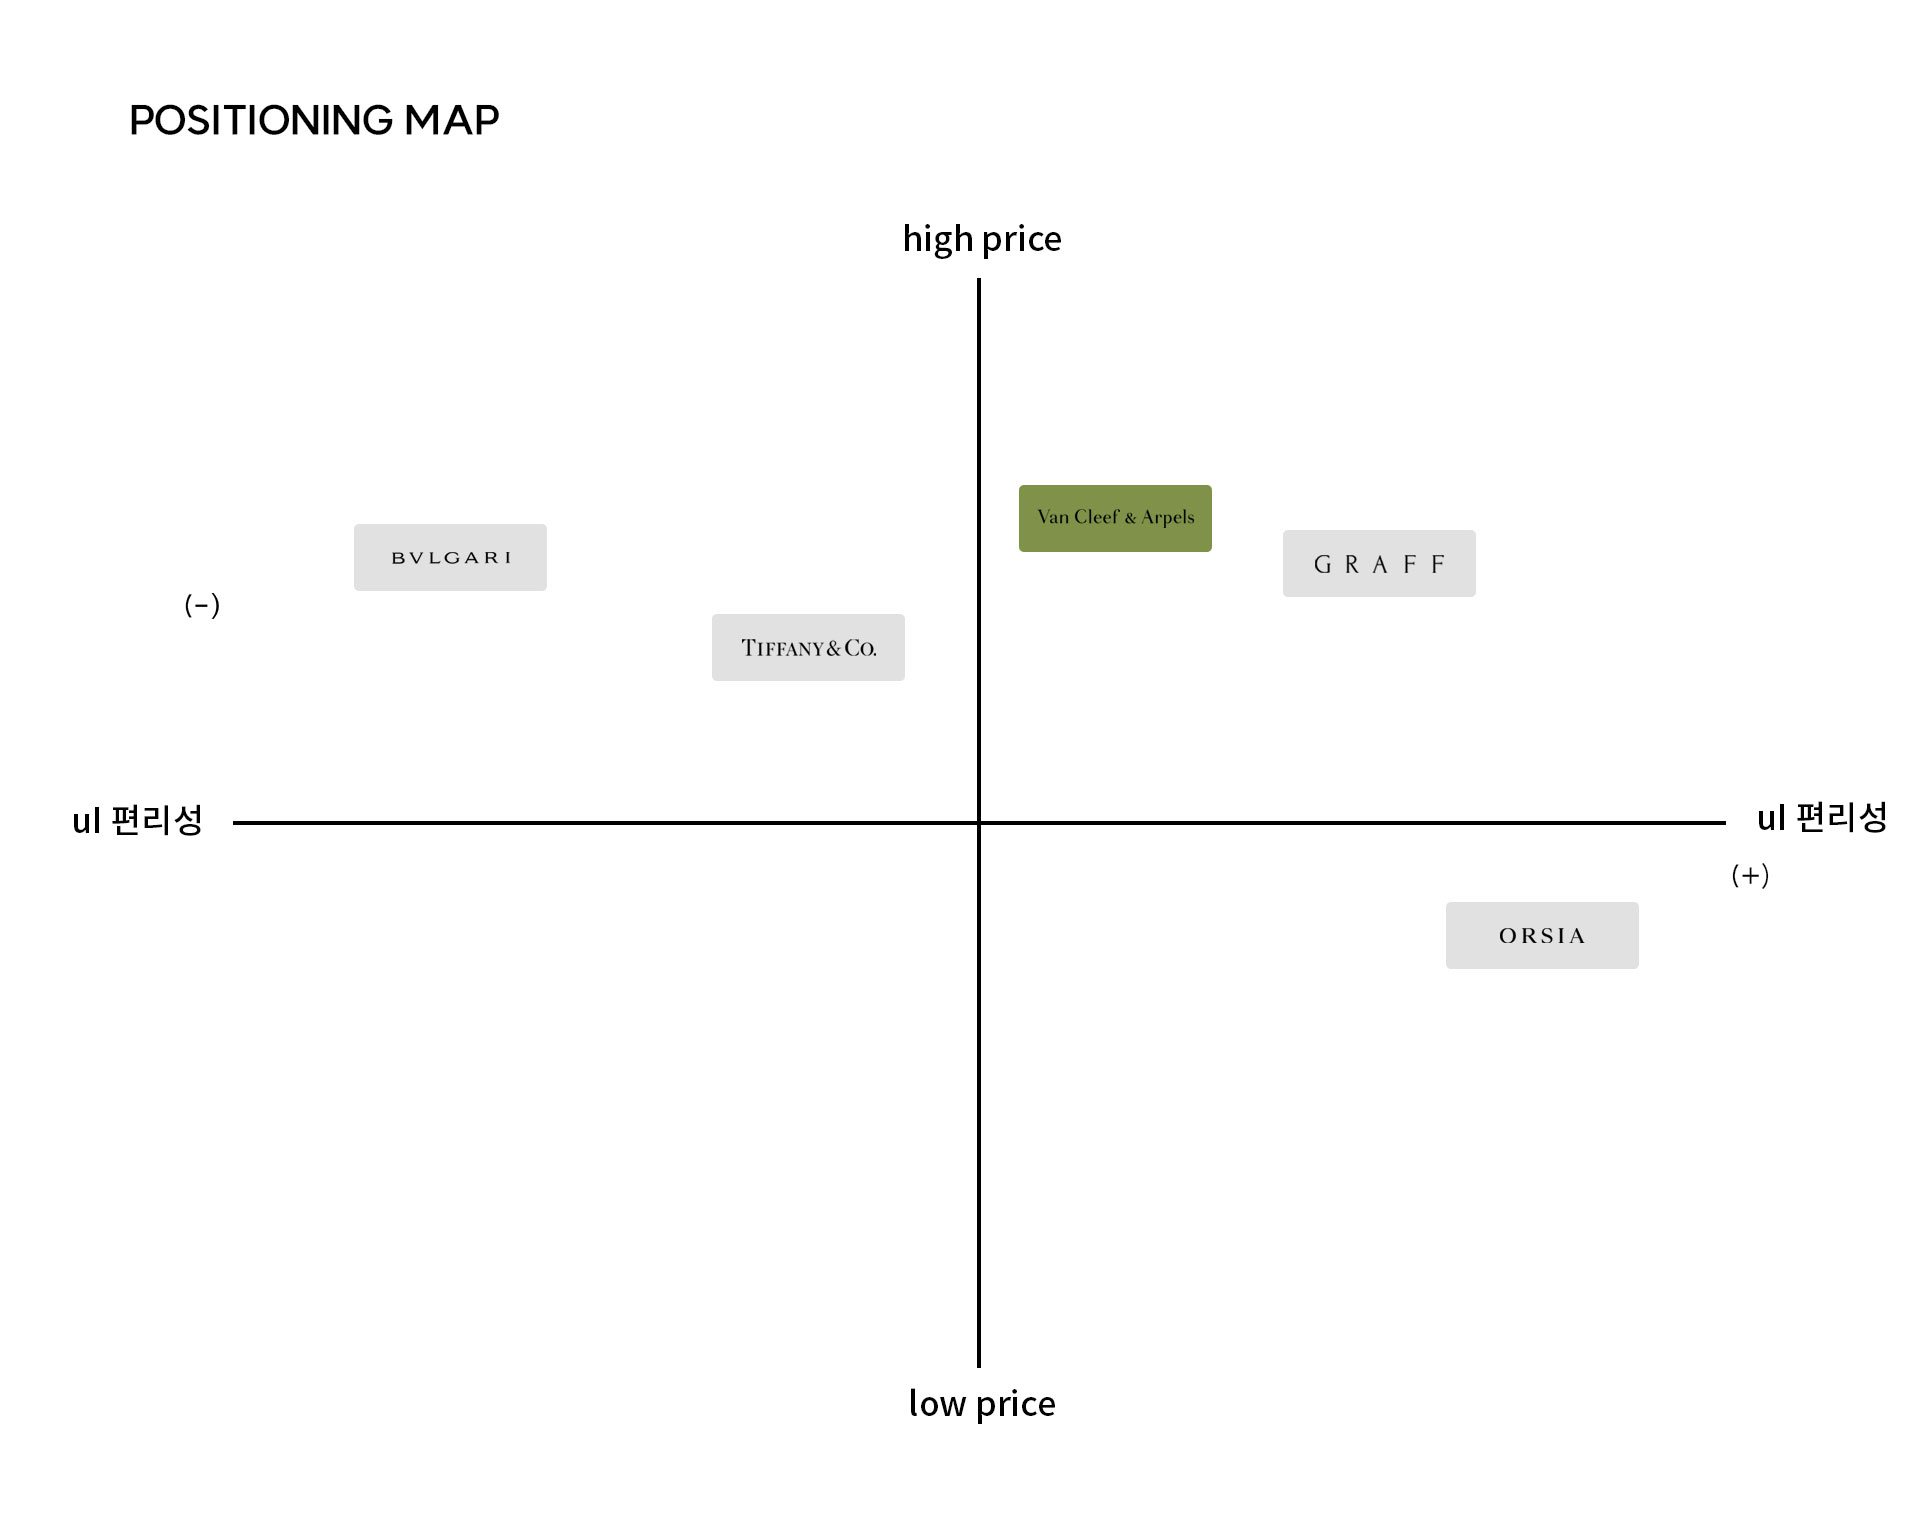 POSITIONING MAP
high price
Van Cleef & Arpels
BVLGARI
G R A F F
(-)
TIFFANY & CO.
ul 편리성
ul 편리성
(+)
ORSIA
low price